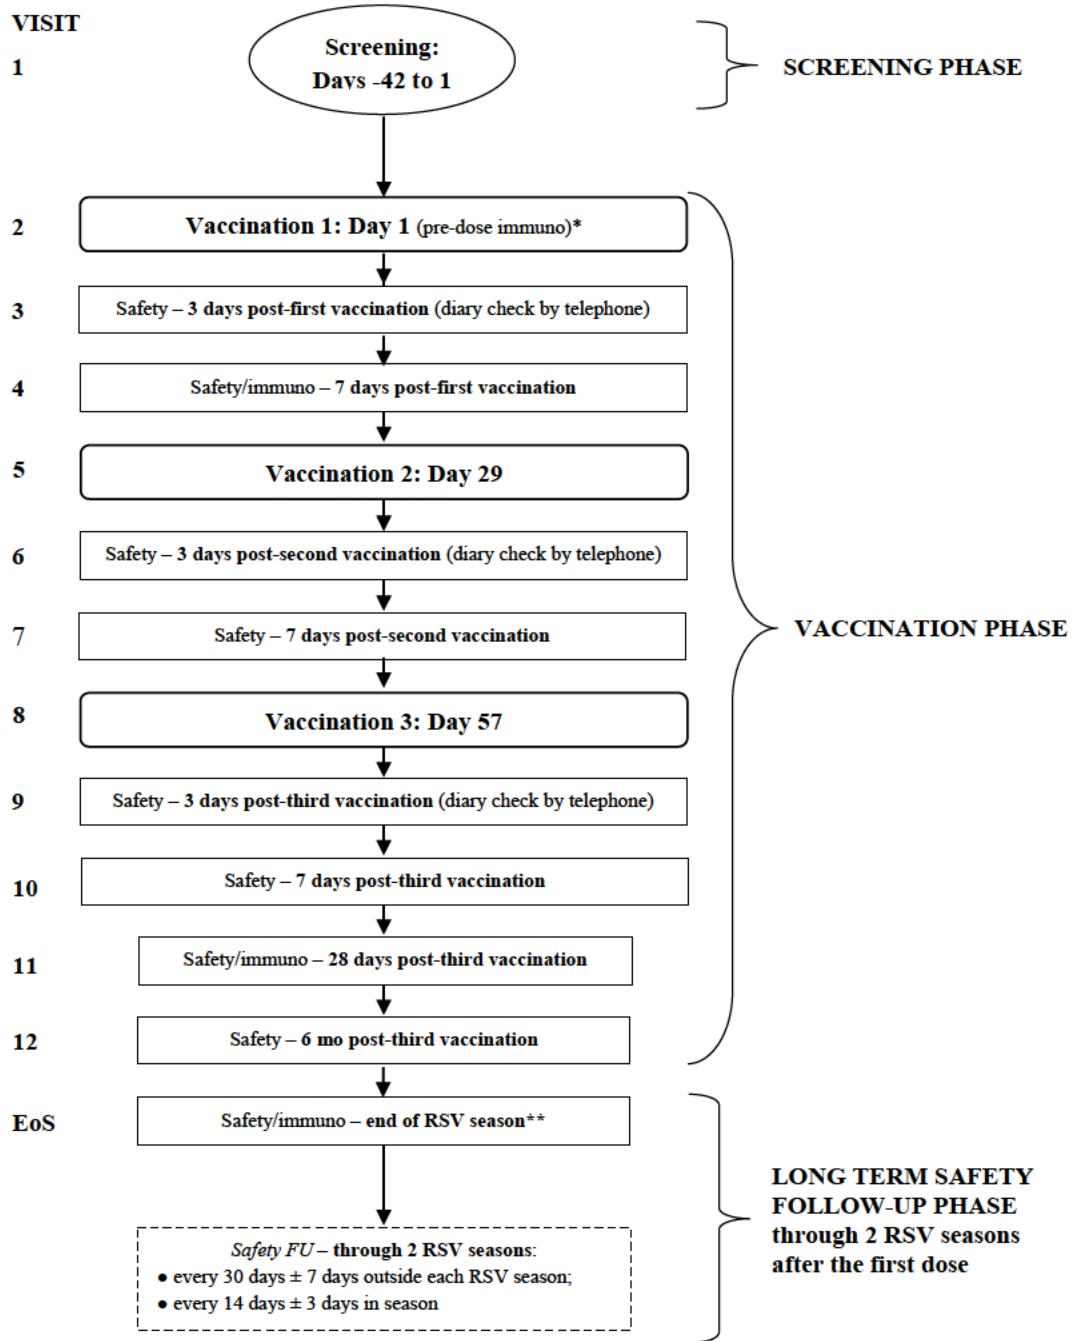 VISIT
1
Screening:
Days -42 to 1
SCREENING PHASE
2
Vaccination 1: Day 1 (pre-dose immuno)*
3
Safety – 3 days post-first vaccination (diary check by telephone)
4
Safety/immuno – 7 days post-first vaccination
5
Vaccination 2: Day 29
6
Safety – 3 days post-second vaccination (diary check by telephone)
7
Safety – 7 days post-second vaccination
VACCINATION PHASE
8
Vaccination 3: Day 57
9
Safety – 3 days post-third vaccination (diary check by telephone)
10
Safety – 7 days post-third vaccination
11
Safety/immuno – 28 days post-third vaccination
12
Safety – 6 mo post-third vaccination
EoS
Safety/immuno – end of RSV season**
LONG TERM SAFETY
FOLLOW-UP PHASE
through 2 RSV seasons
after the first dose
Safety FU – through 2 RSV seasons:
● every 30 days ± 7 days outside each RSV season;
● every 14 days ± 3 days in season